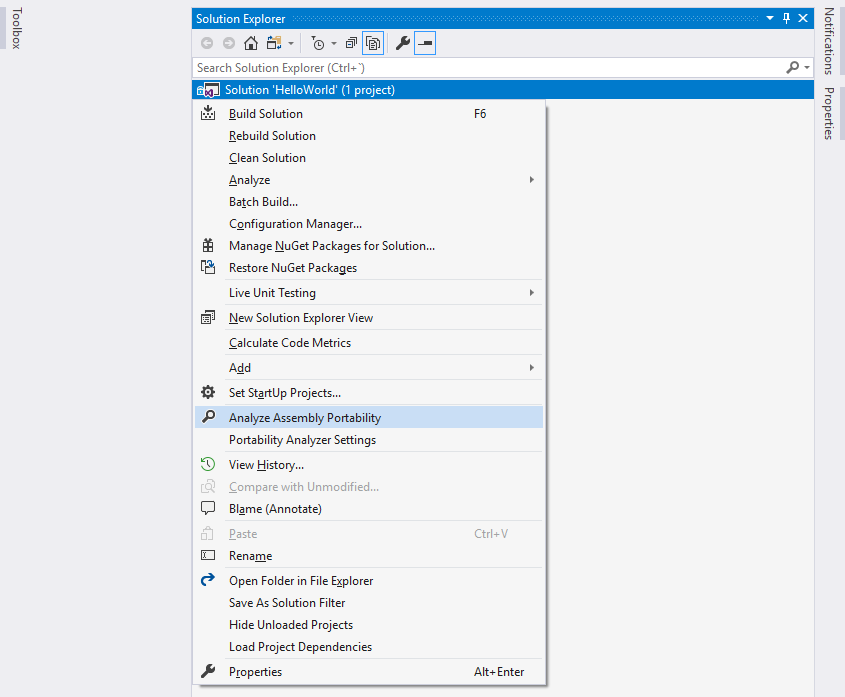 Toolbox
Solution Explorer
Search Solution Explorer (Ctrl+`)
Solution 'HelloWorld' (1 project)
Build Solution F6
Rebuild Solution
Clean Solution
Analyze
Batch Build...
Configuration Manager...
Manage NuGet Packages for Solution...
Restore NuGet Packages
Live Unit Testing
New Solution Explorer View
Calculate Code Metrics
Add
Set StartUp Projects...
Analyze Assembly Portability
Portability Analyzer Settings
View History...
Compare with Unmodified...
Blame (Annotate)
Paste Ctrl+V
Rename
Open Folder in File Explorer
Save As Solution Filter
Hide Unloaded Projects
Load Project Dependencies
Properties Alt+Enter
Notifications
Properties